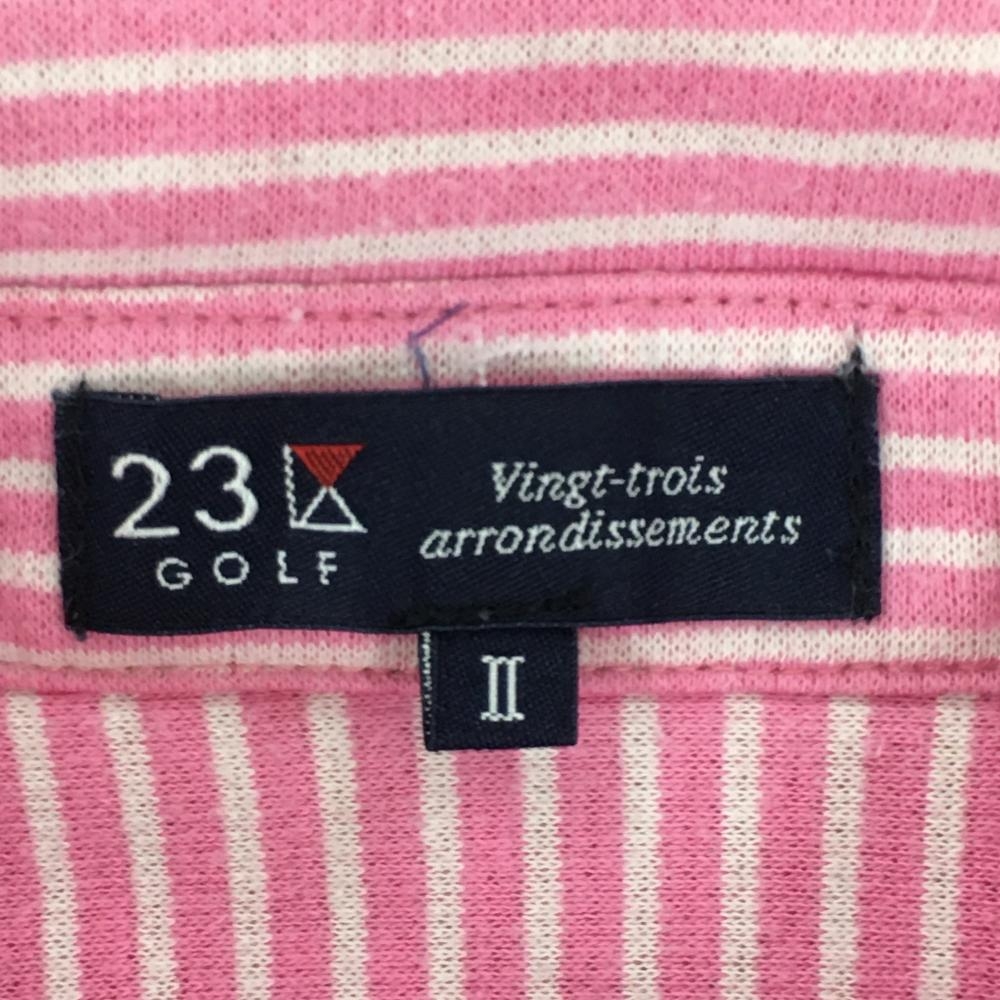 23
GOLF
Vingt-trois
arrondissements
II